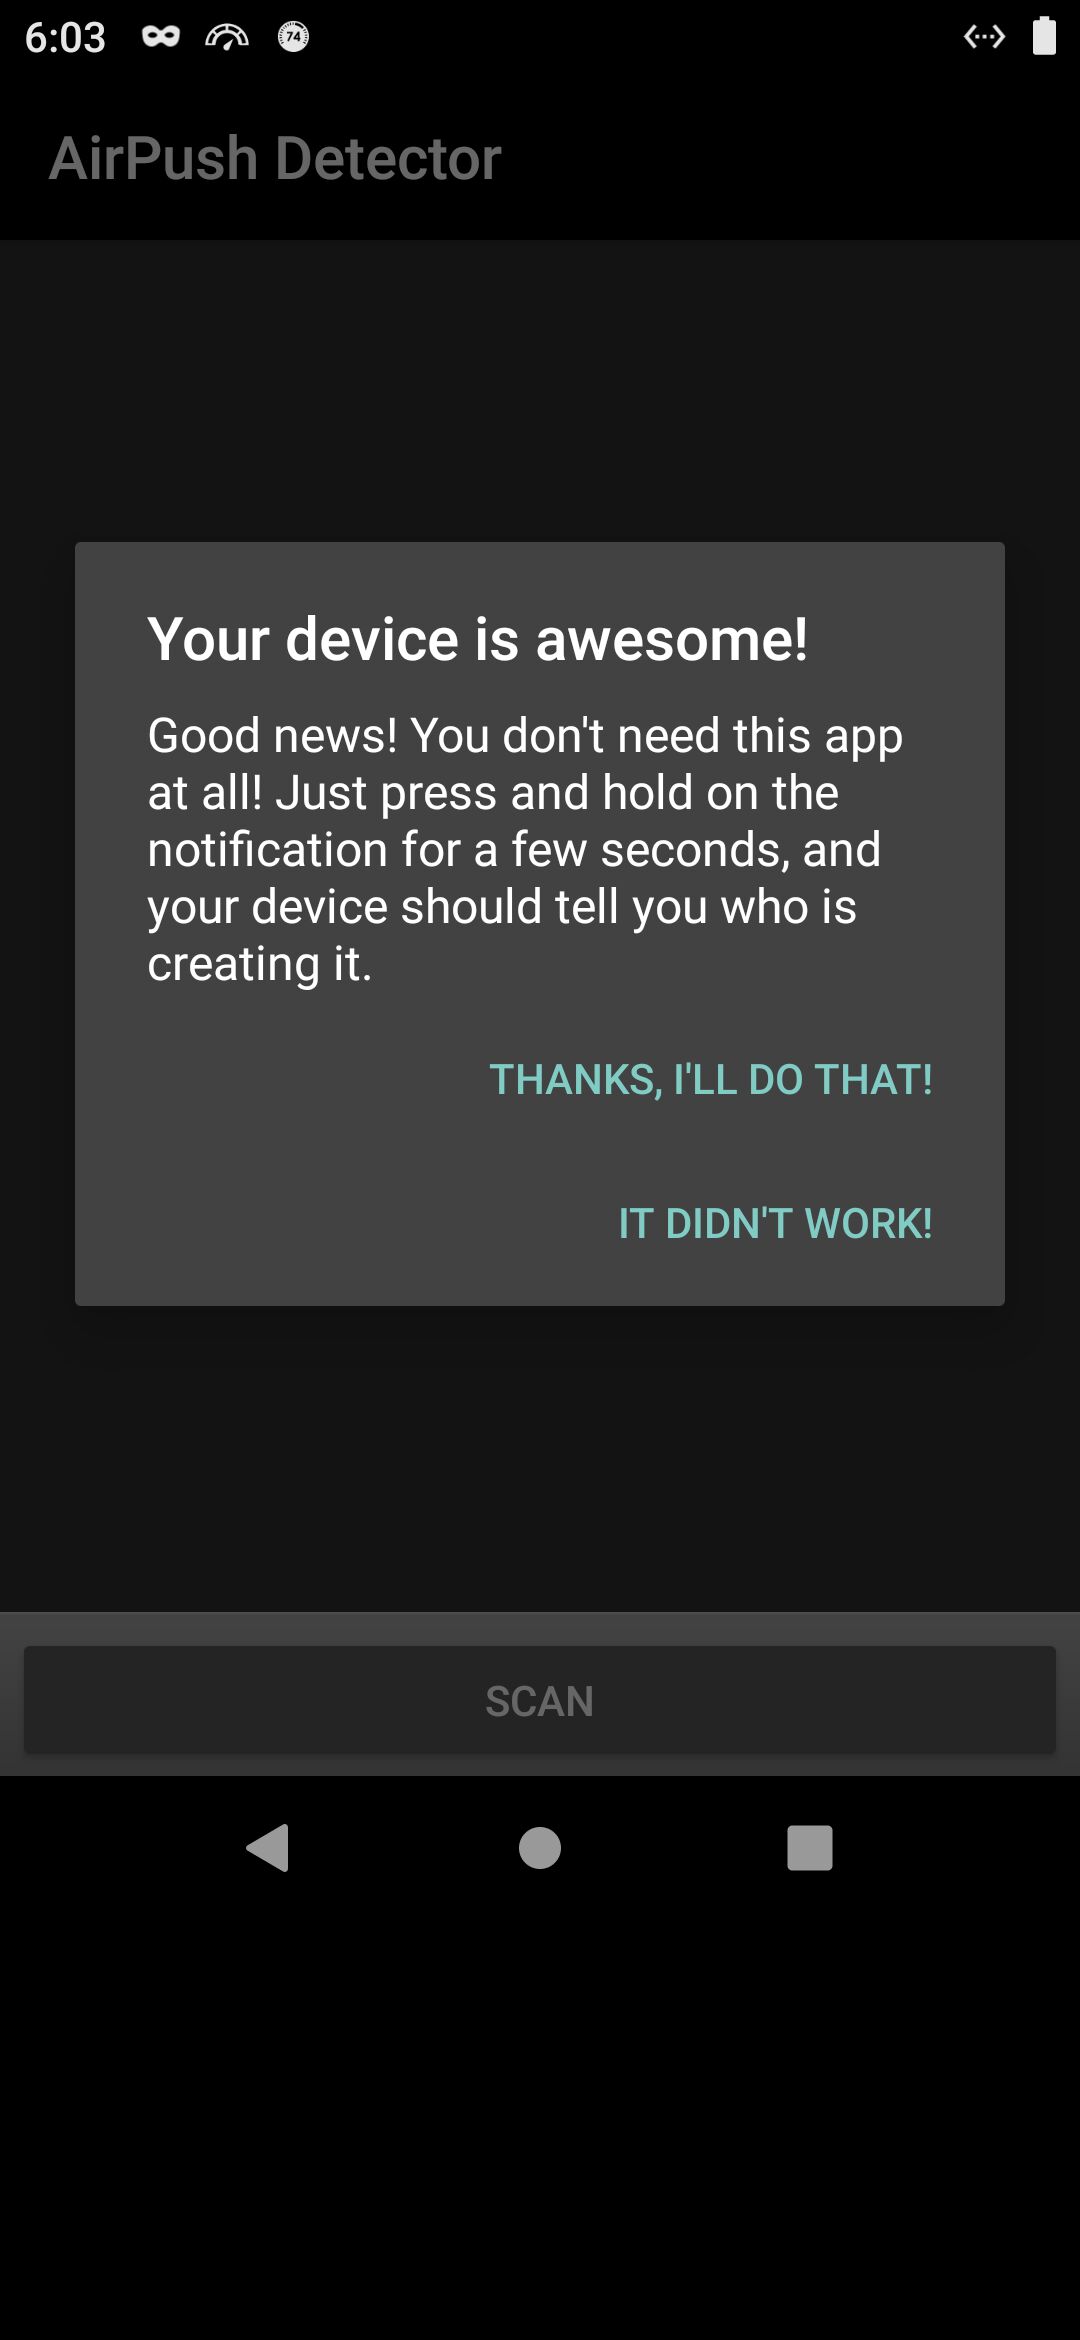 6:03
74
AirPush Detector
Your device is awesome!
Good news! You don't need this app
at all! Just press and hold on the
notification for a few seconds, and
your device should tell you who is
creating it.
THANKS, I'LL DO THAT!
IT DIDN'T WORK!
SCAN